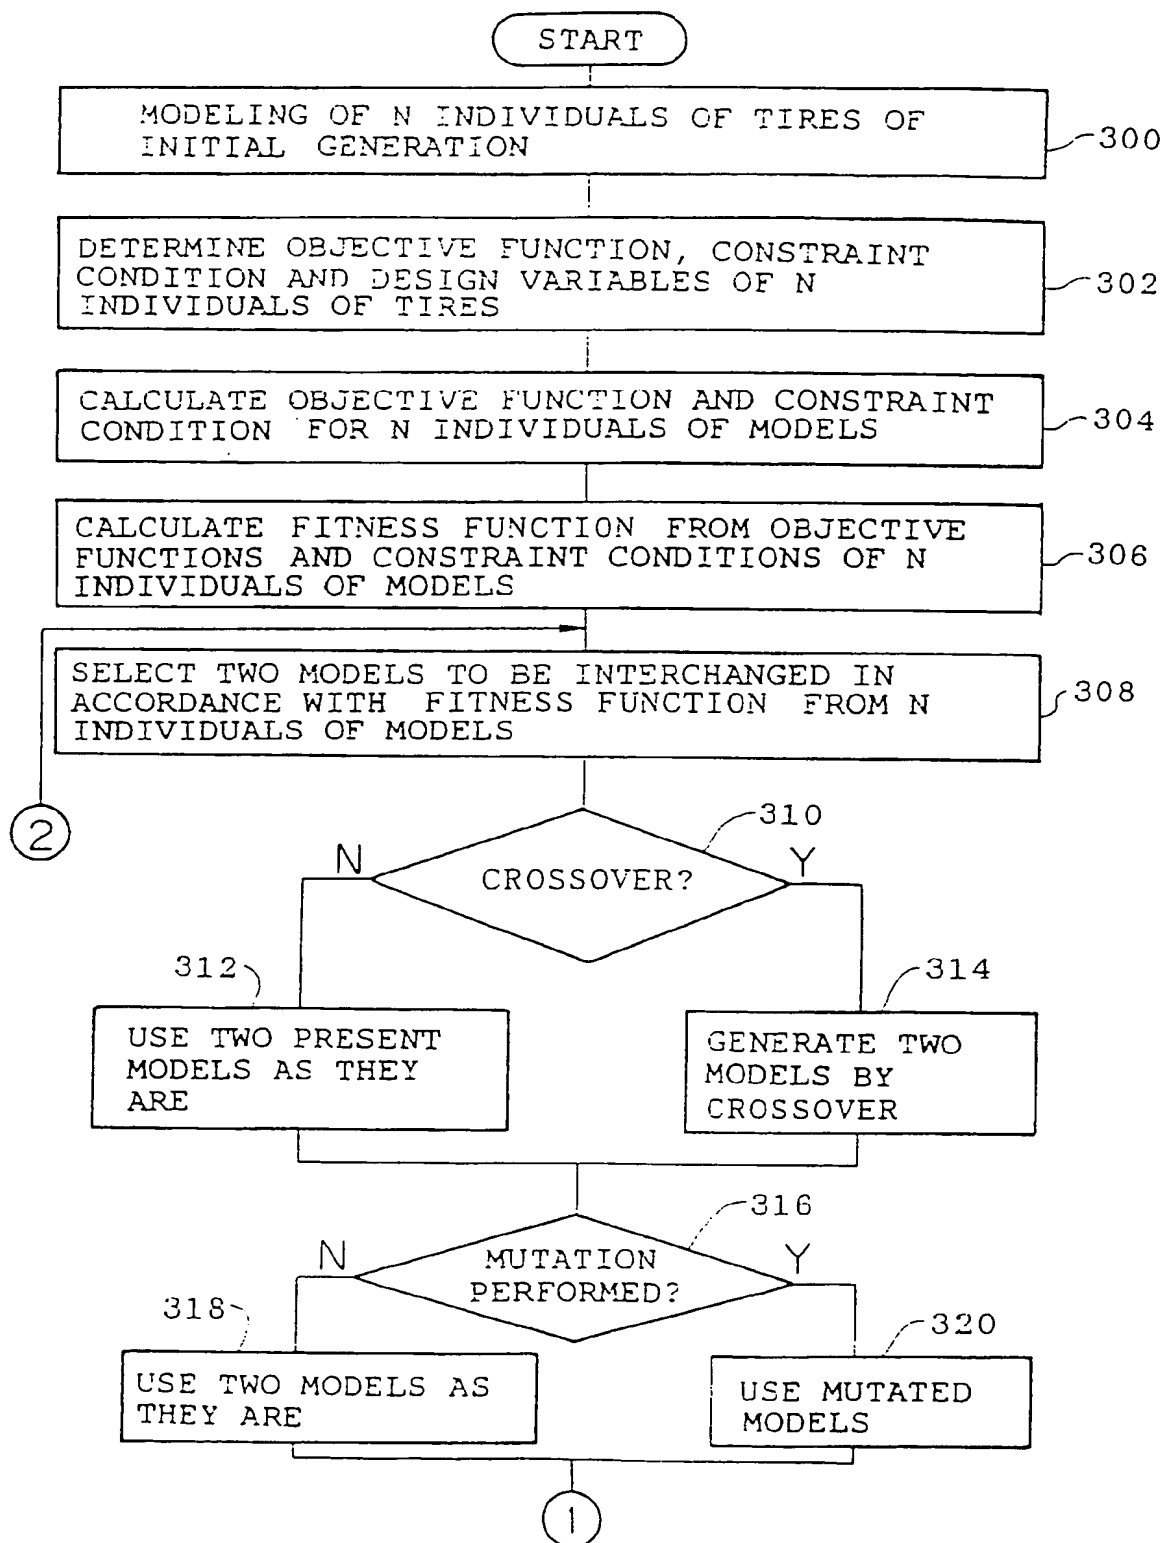 START
MODELING OF N INDIVIDUALS OF TIRES OF
INITIAL GENERATION
300
DETERMINE OBJECTIVE FUNCTION, CONSTRAINT
CONDITION AND DESIGN VARIABLES OF N
INDIVIDUALS OF TIRES
302
CALCULATE OBJECTIVE FUNCTION AND CONSTRAINT
CONDITION FOR N INDIVIDUALS OF MODELS
304
CALCULATE FITNESS FUNCTION FROM OBJECTIVE
FUNCTIONS AND CONSTRAINT CONDITIONS OF N
INDIVIDUALS OF MODELS
306
SELECT TWO MODELS TO BE INTERCHANGED IN
ACCORDANCE WITH FITNESS FUNCTION FROM N
INDIVIDUALS OF MODELS
308
2
310
N
CROSSOVER?
Y
312
314
USE TWO PRESENT
MODELS AS THEY
ARE
GENERATE TWO
MODELS BY
CROSSOVER
316
N
MUTATION
PERFORMED?
Y
318
320
USE TWO MODELS AS
THEY ARE
USE MUTATED
MODELS
1